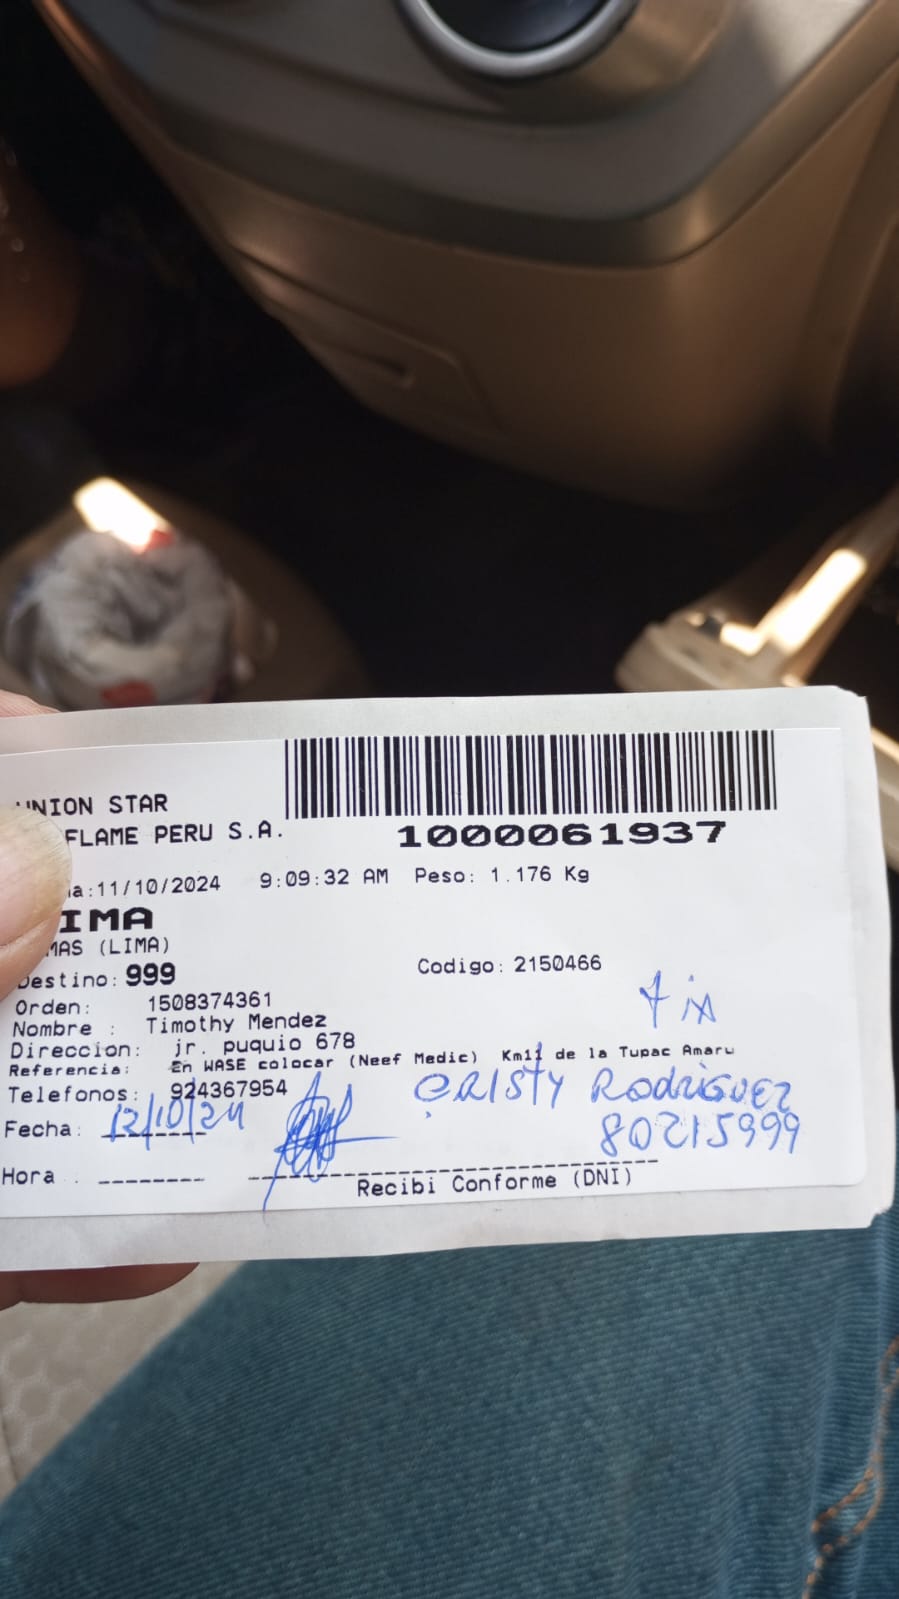 UNION STAR
FLAME PERU S.A.
1000061937
a:11/10/2024 9:09:32 AM Peso: 1.176 Kg
IMA
MAS (LIMA)
Destino: 999 Codigo: 2150466
Orden: 1508374361
Nombre : Timothy Mendez
Direccion: jr. puquio 678
Referencia: En WASE colocar (Neef Medic) Km11 de la Tupac Amaru
Telefonos: 924367954
CRISTY RODRIGUEZ
Fecha: 12/10/24 80215999
Hora : --------
Recibi Conforme (DNI)